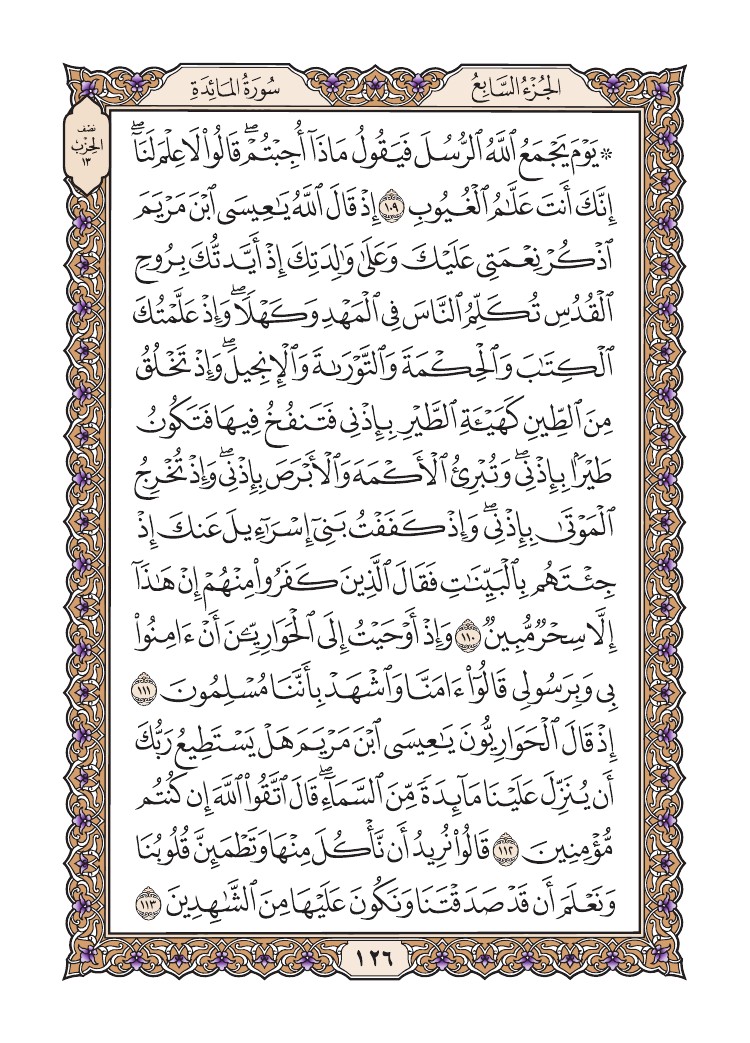 الجُزْءُ السَّابِعُ
سُورَةُ المَائِدَةِ
نصْف
الحِزْب
١٣
۞ يَوۡمَ يَجۡمَعُ ٱللَّهُ ٱلرُّسُلَ فَيَقُولُ مَاذَآ أُجِبۡتُمۡۖ قَالُواْ لَا عِلۡمَ لَنَآۖ
إِنَّكَ أَنتَ عَلَّـٰمُ ٱلۡغُيُوبِ ١٠٩ إِذۡ قَالَ ٱللَّهُ يَٰعِيسَى ٱبۡنَ مَرۡيَمَ
ٱذۡكُرۡ نِعۡمَتِي عَلَيۡكَ وَعَلَىٰ وَٰلِدَتِكَ إِذۡ أَيَّدتُّكَ بِرُوحِ
ٱلۡقُدُسِ تُكَلِّمُ ٱلنَّاسَ فِي ٱلۡمَهۡدِ وَكَهۡلٗاۖ وَإِذۡ عَلَّمۡتُكَ
ٱلۡكِتَٰبَ وَٱلۡحِكۡمَةَ وَٱلتَّوۡرَىٰةَ وَٱلۡإِنجِيلَۖ وَإِذۡ تَخۡلُقُ
مِنَ ٱلطِّينِ كَهَيۡـَٔةِ ٱلطَّيۡرِ بِإِذۡنِي فَتَنفُخُ فِيهَا فَتَكُونُ
طَيۡرَۢا بِإِذۡنِيۖ وَتُبۡرِئُ ٱلۡأَكۡمَهَ وَٱلۡأَبۡرَصَ بِإِذۡنِيۖ وَإِذۡ تُخۡرِجُ
ٱلۡمَوۡتَىٰ بِإِذۡنِيۖ وَإِذۡ كَفَفۡتُ بَنِيٓ إِسۡرَٰٓءِيلَ عَنكَ إِذۡ
جِئۡتَهُم بِٱلۡبَيِّنَٰتِ فَقَالَ ٱلَّذِينَ كَفَرُواْ مِنۡهُمۡ إِنۡ هَٰذَآ
إِلَّا سِحۡرٞ مُّبِينٞ ١١٠ وَإِذۡ أَوۡحَيۡتُ إِلَى ٱلۡحَوَارِيِّـۧنَ أَنۡ ءَامِنُواْ
بِي وَبِرَسُولِي قَالُوٓاْ ءَامَنَّا وَٱشۡهَدۡ بِأَنَّنَا مُسۡلِمُونَ ١١١
إِذۡ قَالَ ٱلۡحَوَارِيُّونَ يَٰعِيسَى ٱبۡنَ مَرۡيَمَ هَلۡ يَسۡتَطِيعُ رَبُّكَ
أَن يُنَزِّلَ عَلَيۡنَا مَآئِدَةٗ مِّنَ ٱلسَّمَآءِۖ قَالَ ٱتَّقُواْ ٱللَّهَ إِن كُنتُم
مُّؤۡمِنِينَ ١١٢ قَالُواْ نُرِيدُ أَن نَّأۡكُلَ مِنۡهَا وَتَطۡمَئِنَّ قُلُوبُنَا
وَنَعۡلَمَ أَن قَدۡ صَدَقۡتَنَا وَنَكُونَ عَلَيۡهَا مِنَ ٱلشَّٰهِدِينَ ١١٣
١٢٦